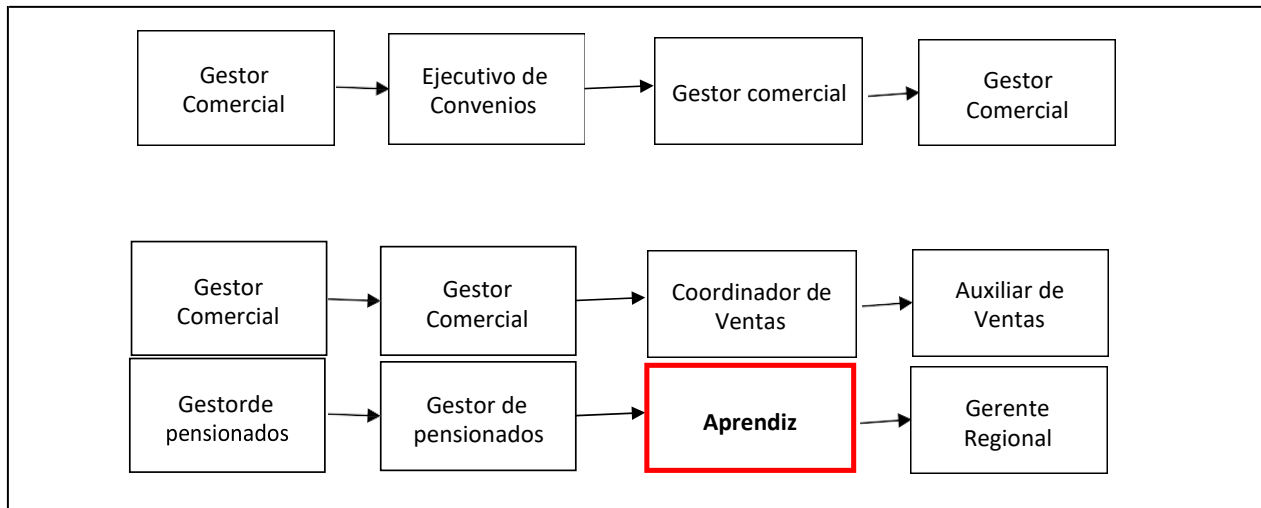 Gestor
Comercial
Ejecutivo de
Convenios
Gestor comercial
Gestor
Comercial
Gestor
Comercial
Gestor
Comercial
Coordinador de
Ventas
Auxiliar de
Ventas
Gestorde
pensionados
Gestor de
pensionados
Aprendiz
Gerente
Regional